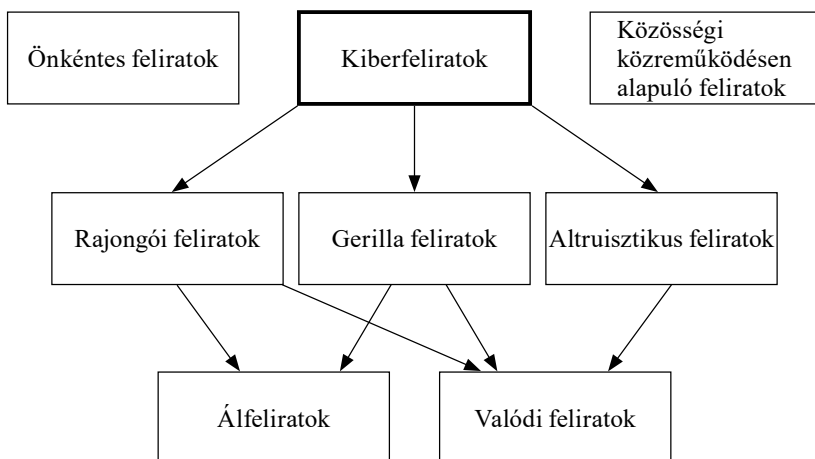 Önkéntes feliratok
Kiberfeliratok
Közösségi
közreműködésen
alapuló feliratok
Rajongói feliratok
Gerilla feliratok
Altruisztikus feliratok
Álfeliratok
Valódi feliratok